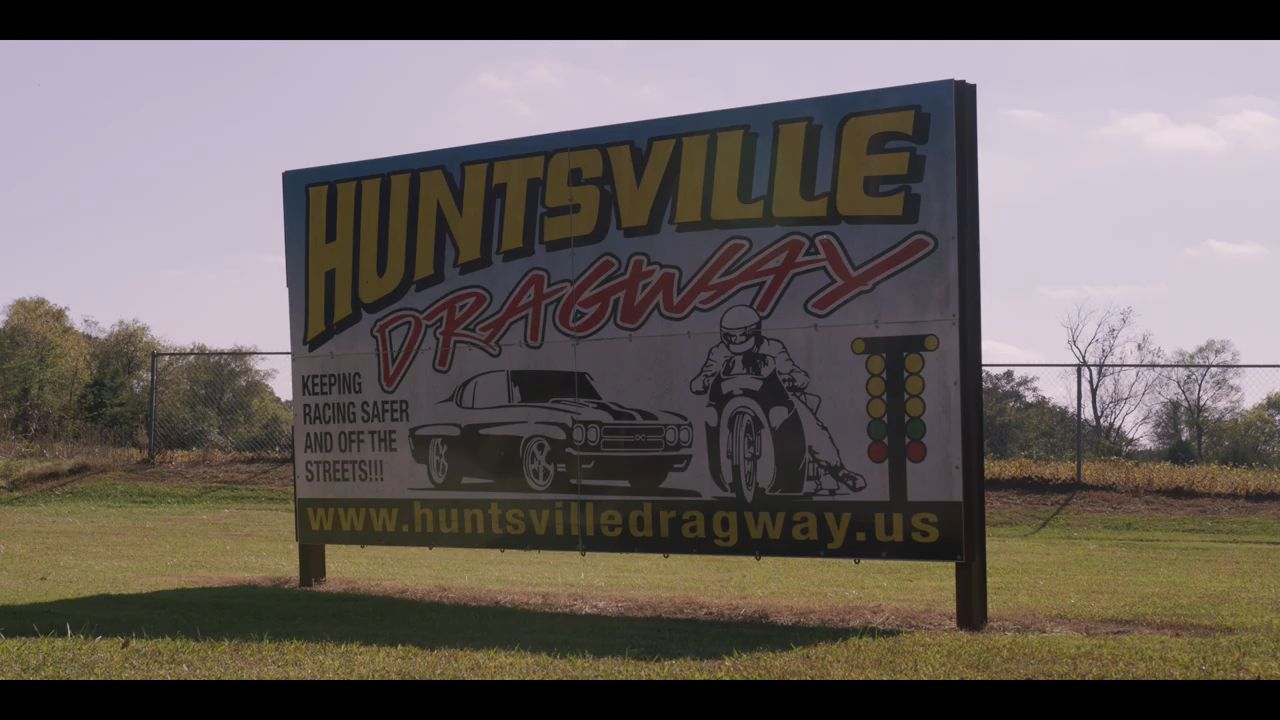 HUNTSVILLE
DRAGWAY
KEEPING
RACING SAFER
AND OFF THE
STREETS!!!
www.huntsvilledragway.us